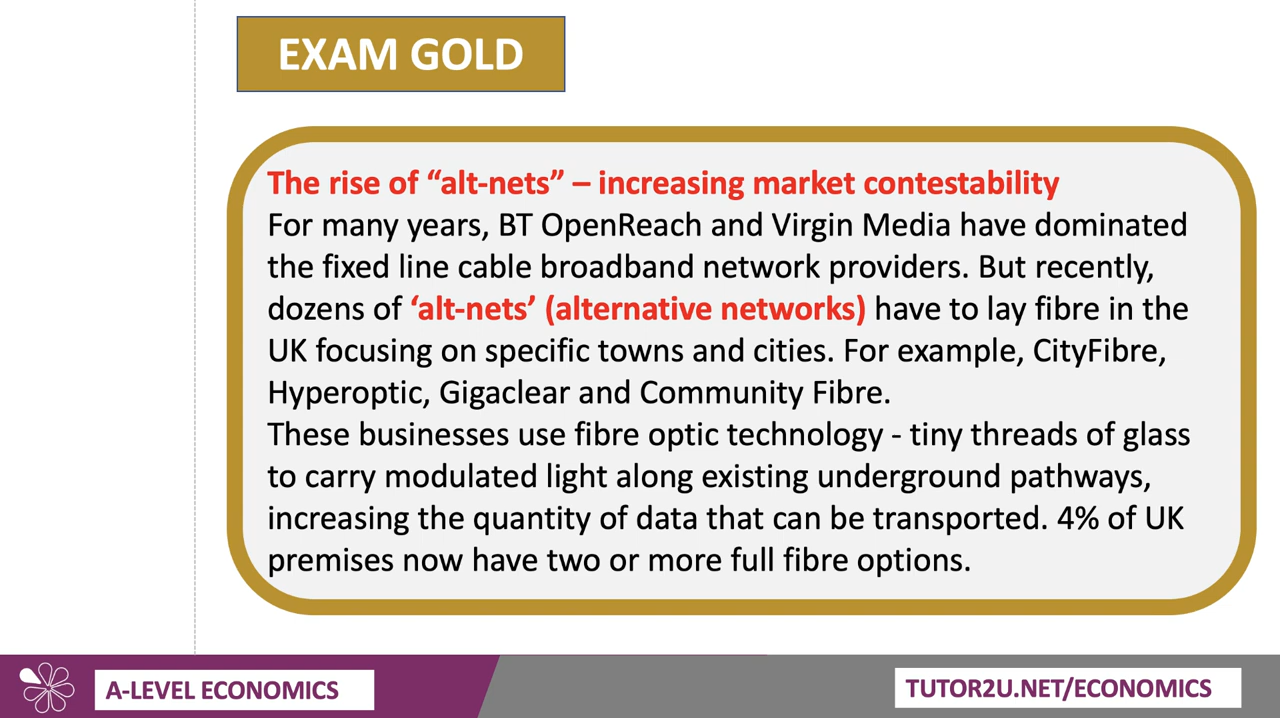 EXAM GOLD
The rise of “alt-nets” – increasing market contestability
For many years, BT OpenReach and Virgin Media have dominated
the fixed line cable broadband network providers. But recently,
dozens of ‘alt-nets’ (alternative networks) have to lay fibre in the
UK focusing on specific towns and cities. For example, CityFibre,
Hyperoptic, Gigaclear and Community Fibre.
These businesses use fibre optic technology - tiny threads of glass
to carry modulated light along existing underground pathways,
increasing the quantity of data that can be transported. 4% of UK
premises now have two or more full fibre options.
A-LEVEL ECONOMICS
TUTOR2U.NET/ECONOMICS